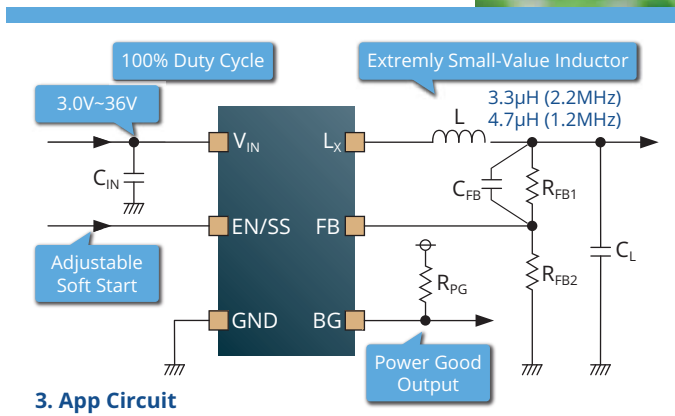 100% Duty Cycle
Extremly Small-Value Inductor
3.0V~36V
3.3µH (2.2MHz)
4.7µH (1.2MHz)
L
VIN
LX
CIN
CFB
RFB1
EN/SS
FB
CL
Adjustable
Soft Start
RPG
RFB2
GND
BG
Power Good
Output
3. App Circuit